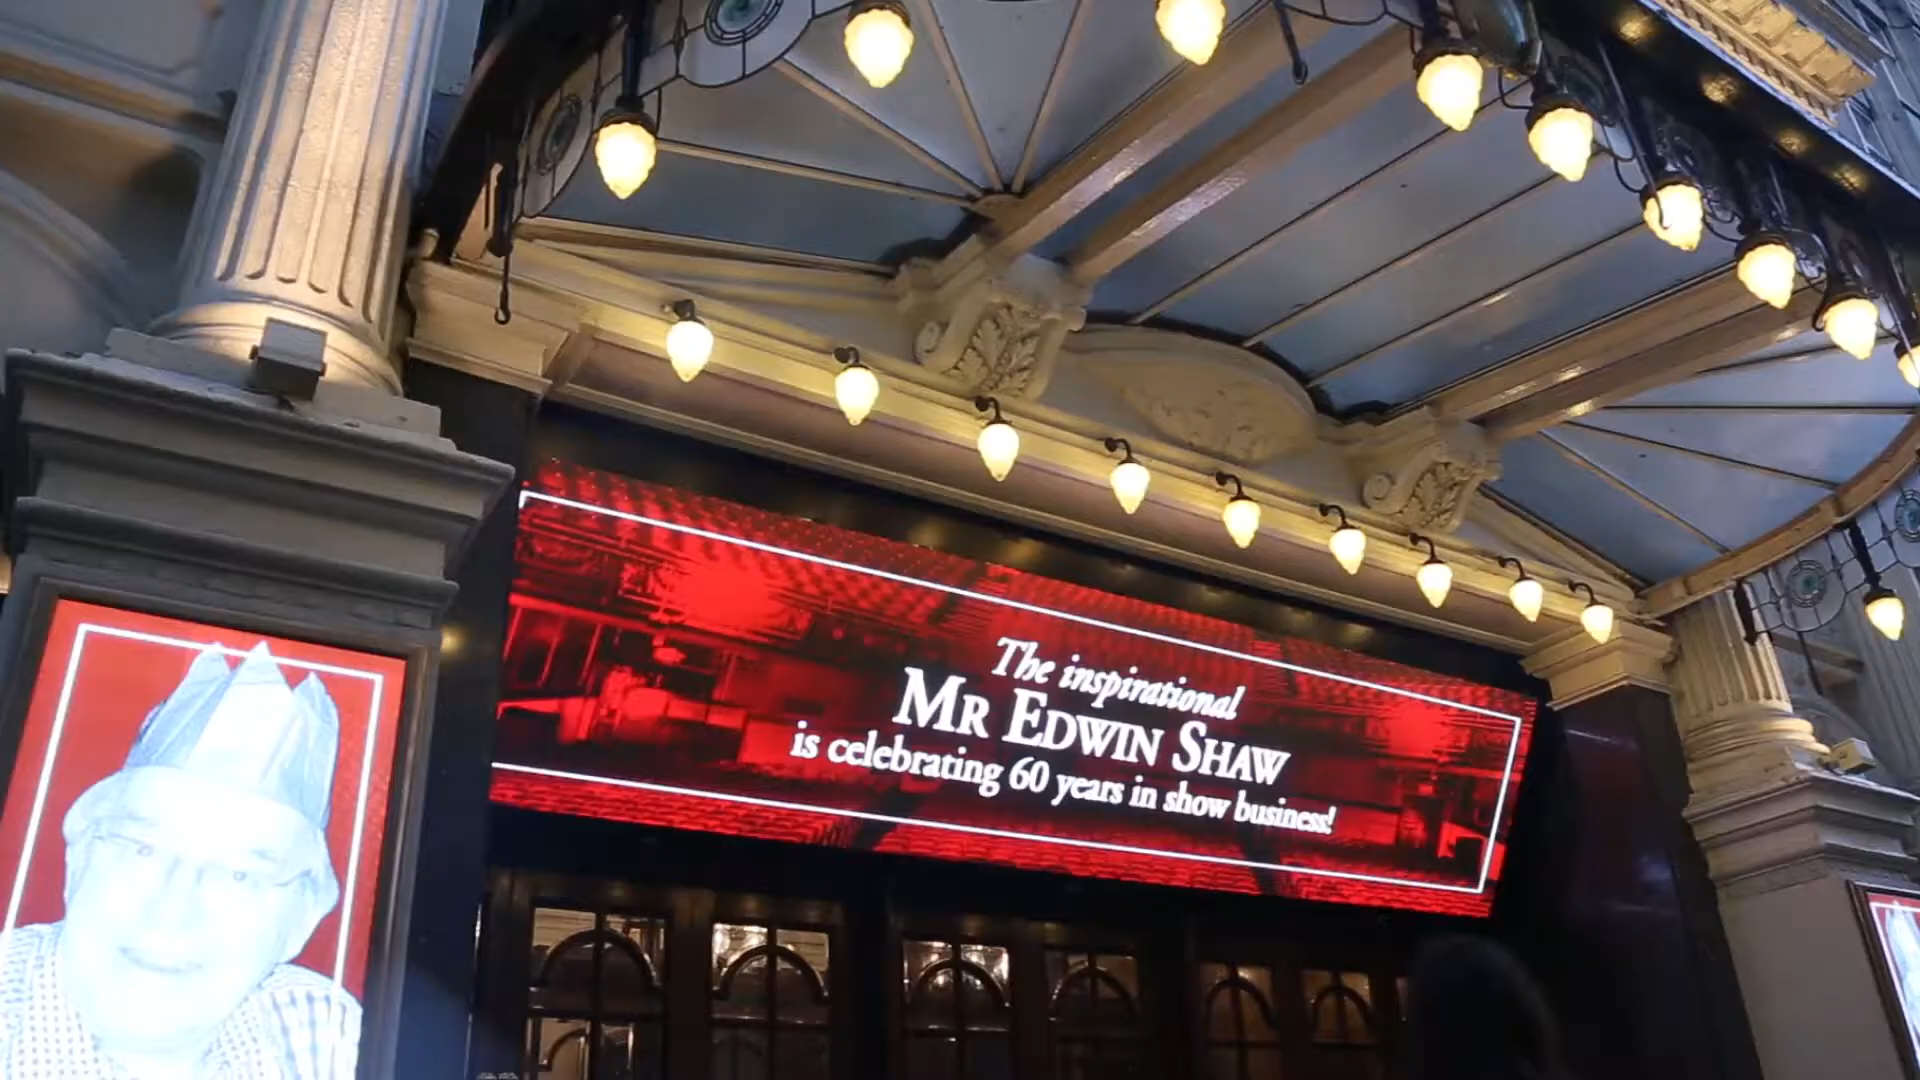 The inspirational
MR EDWIN SHAW
is celebrating 60 years in show business!